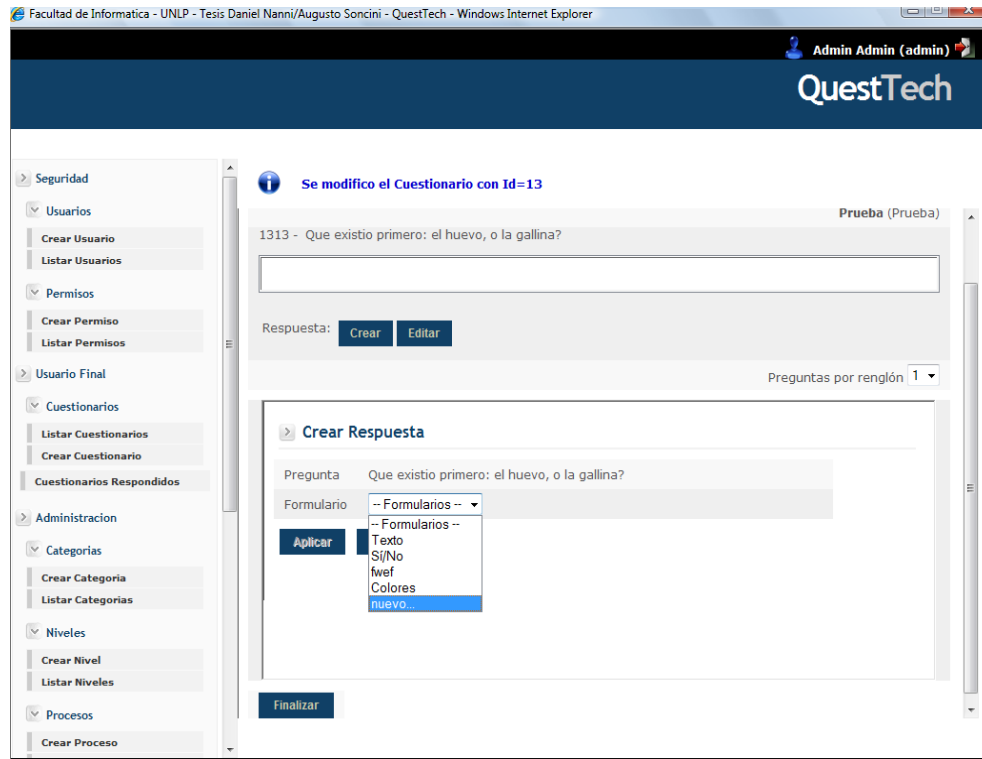 Facultad de Informatica - UNLP - Tesis Daniel Nanni/Augusto Soncini - QuestTech - Windows Internet Explorer
Admin Admin (admin)
QuestTech
Seguridad
Usuarios
Crear Usuario
Listar Usuarios
Permisos
Crear Permiso
Listar Permisos
Usuario Final
Cuestionarios
Listar Cuestionarios
Crear Cuestionario
Cuestionarios Respondidos
Administracion
Categorias
Crear Categoria
Listar Categorias
Niveles
Crear Nivel
Listar Niveles
Procesos
Crear Proceso
Se modifico el Cuestionario con Id=13
Prueba (Prueba)
1313 - Que existio primero: el huevo, o la gallina?
Respuesta: Crear Editar
Preguntas por renglón 1
Crear Respuesta
Pregunta Que existio primero: el huevo, o la gallina?
Formulario -- Formularios --
-- Formularios --
Texto
Sí/No
fwef
Colores
nuevo...
Aplicar
Finalizar